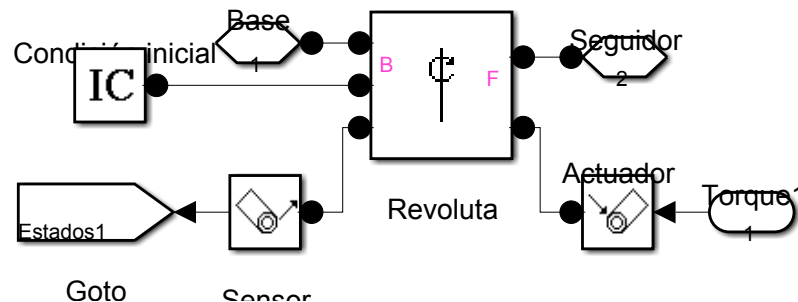 Base
1
Condición inicial
IC
B
F
Seguidor
2
Revoluta
Actuador
Torque1
1
Estados1
Goto
Sensor